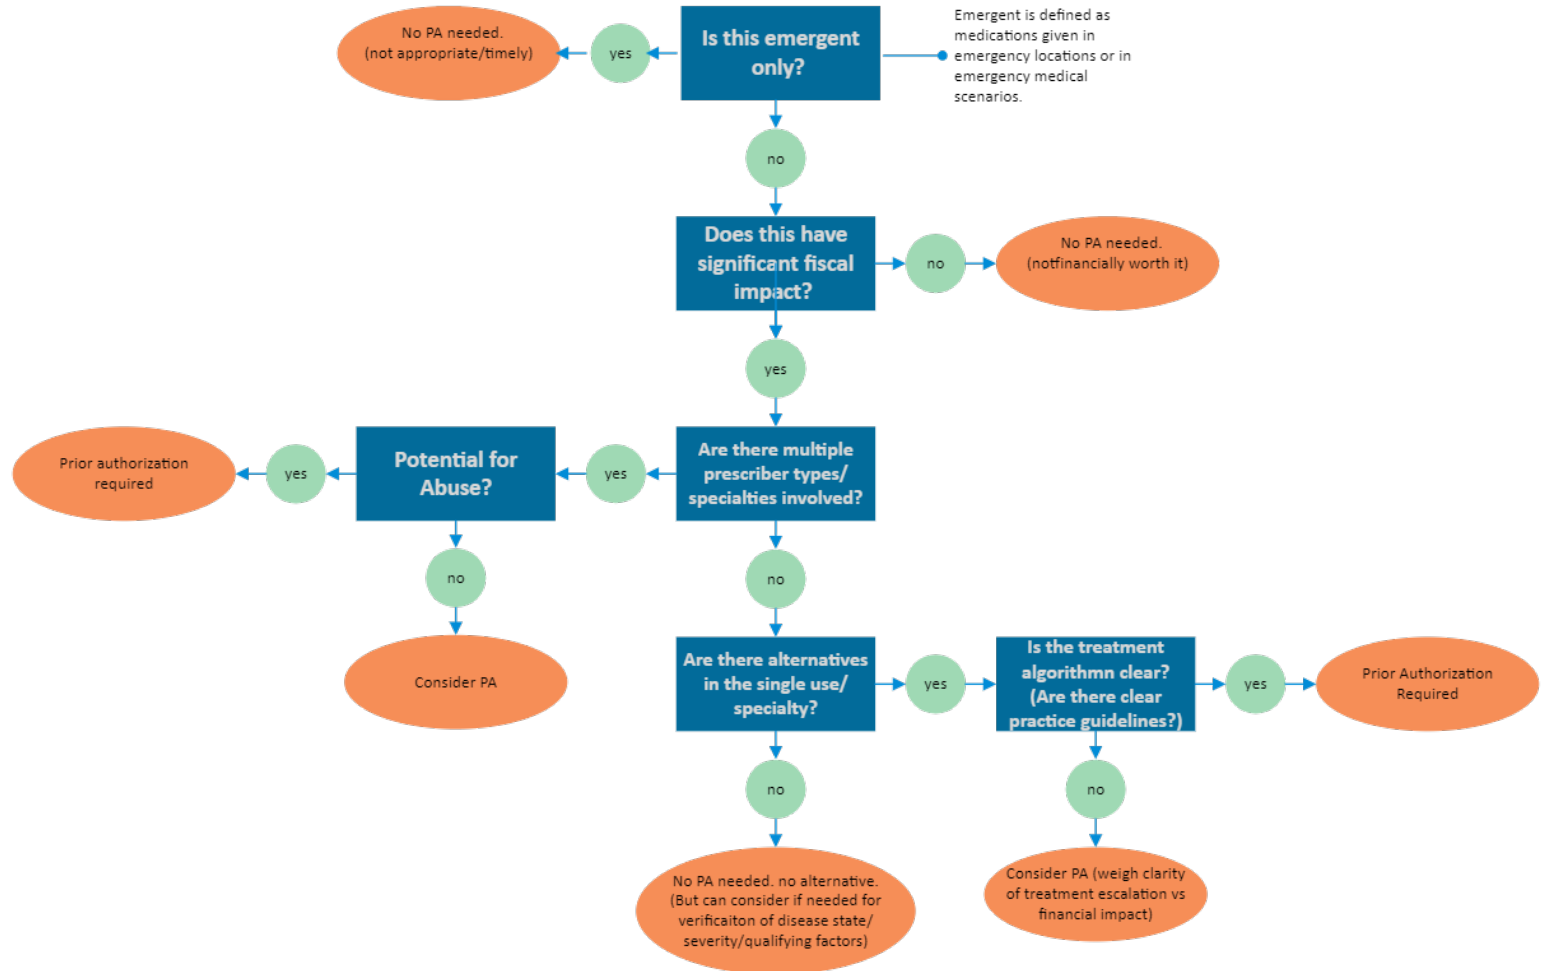 No PA needed.
(not appropriate/timely)
yes
Is this emergent
only?
Emergent is defined as
medications given in
emergency locations or in
emergency medical
scenarios.
no
Does this have
significant fiscal
impact?
no
No PA needed.
(notfinancially worth it)
yes
Prior authorization
required
yes
Potential for
Abuse?
yes
Are there multiple
prescriber types/
specialties involved?
no
no
Consider PA
Are there alternatives
in the single use/
specialty?
yes
Is the treatment
algorithmn clear?
(Are there clear
practice guidelines?)
yes
Prior Authorization
Required
no
no
No PA needed. no alternative.
(But can consider if needed for
verificaiton of disease state/
severity/qualifying factors)
Consider PA (weigh clarity
of treatment escalation vs
financial impact)